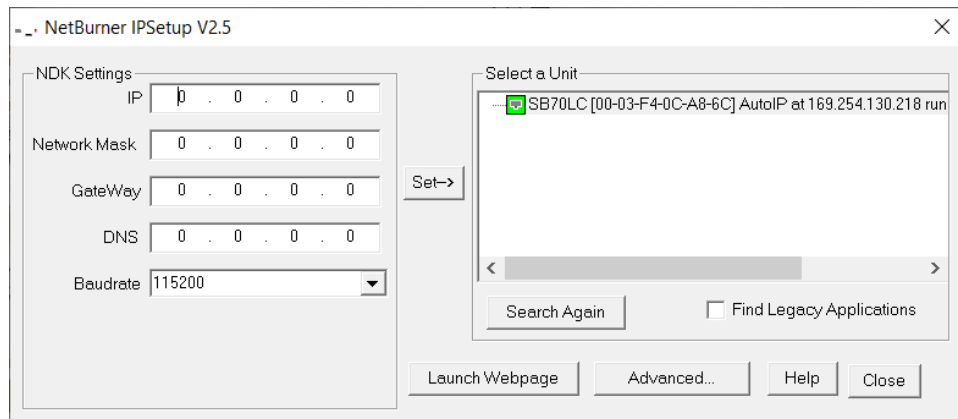 NetBurner IPSetup V2.5
NDK Settings
IP 0 . 0 . 0 . 0
Network Mask 0 . 0 . 0 . 0
GateWay 0 . 0 . 0 . 0
DNS 0 . 0 . 0 . 0
Baudrate 115200
Set-->
Select a Unit
SB70LC [00-03-F4-0C-A8-6C] AutoIP at 169.254.130.218 run
Search Again
Find Legacy Applications
Launch Webpage
Advanced...
Help
Close